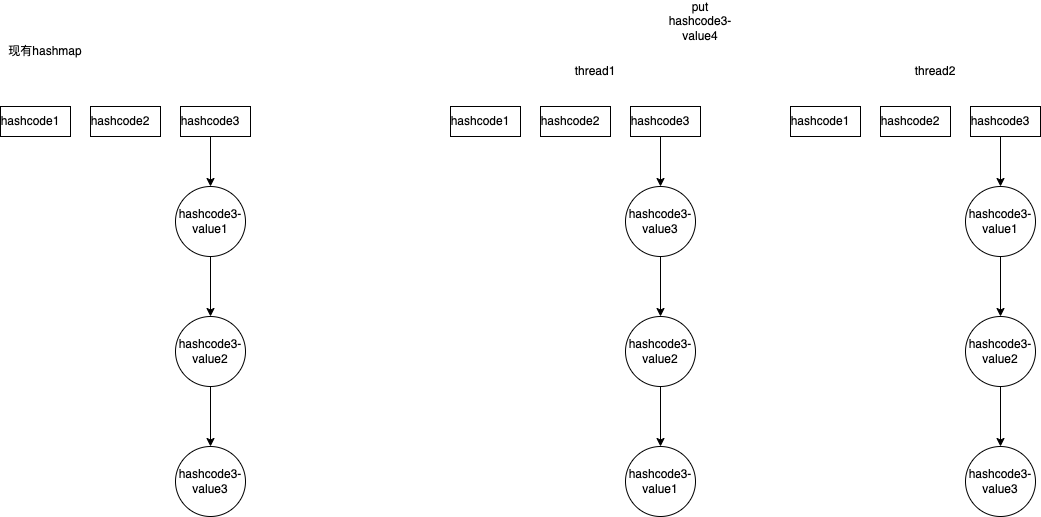 put
hashcode3-
value4
现有hashmap
thread1
thread2
hashcode1
hashcode2
hashcode3
hashcode1
hashcode2
hashcode3
hashcode1
hashcode2
hashcode3
hashcode3-
value1
hashcode3-
value3
hashcode3-
value1
hashcode3-
value2
hashcode3-
value2
hashcode3-
value2
hashcode3-
value3
hashcode3-
value1
hashcode3-
value3